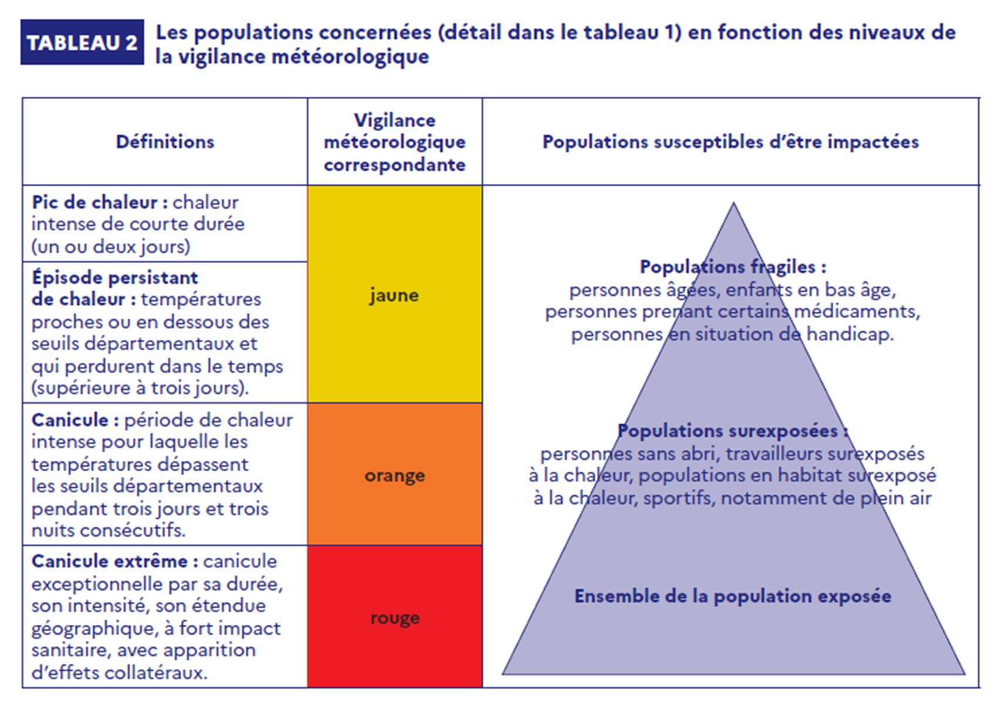 TABLEAU 2
Les populations concernées (détail dans le tableau 1) en fonction des niveaux de
la vigilance météorologique
Définitions
Vigilance
météorologique
correspondante
Populations susceptibles d’être impactées
Pic de chaleur : chaleur
intense de courte durée
(un ou deux jours)
Épisode persistant
de chaleur : températures
proches ou en dessous des
seuils départementaux et
qui perdurent dans le temps
(supérieure à trois jours).
jaune
Populations fragiles :
personnes âgées, enfants en bas âge,
personnes prenant certains médicaments,
personnes en situation de handicap.
Canicule : période de chaleur
intense pour laquelle les
températures dépassent
les seuils départementaux
pendant trois jours et trois
nuits consécutifs.
orange
Populations surexposées :
personnes sans abri, travailleurs surexposés
à la chaleur, populations en habitat surexposé
à la chaleur, sportifs, notamment de plein air
Canicule extrême : canicule
exceptionnelle par sa durée,
son intensité, son étendue
géographique, à fort impact
sanitaire, avec apparition
d’effets collatéraux.
rouge
Ensemble de la population exposée